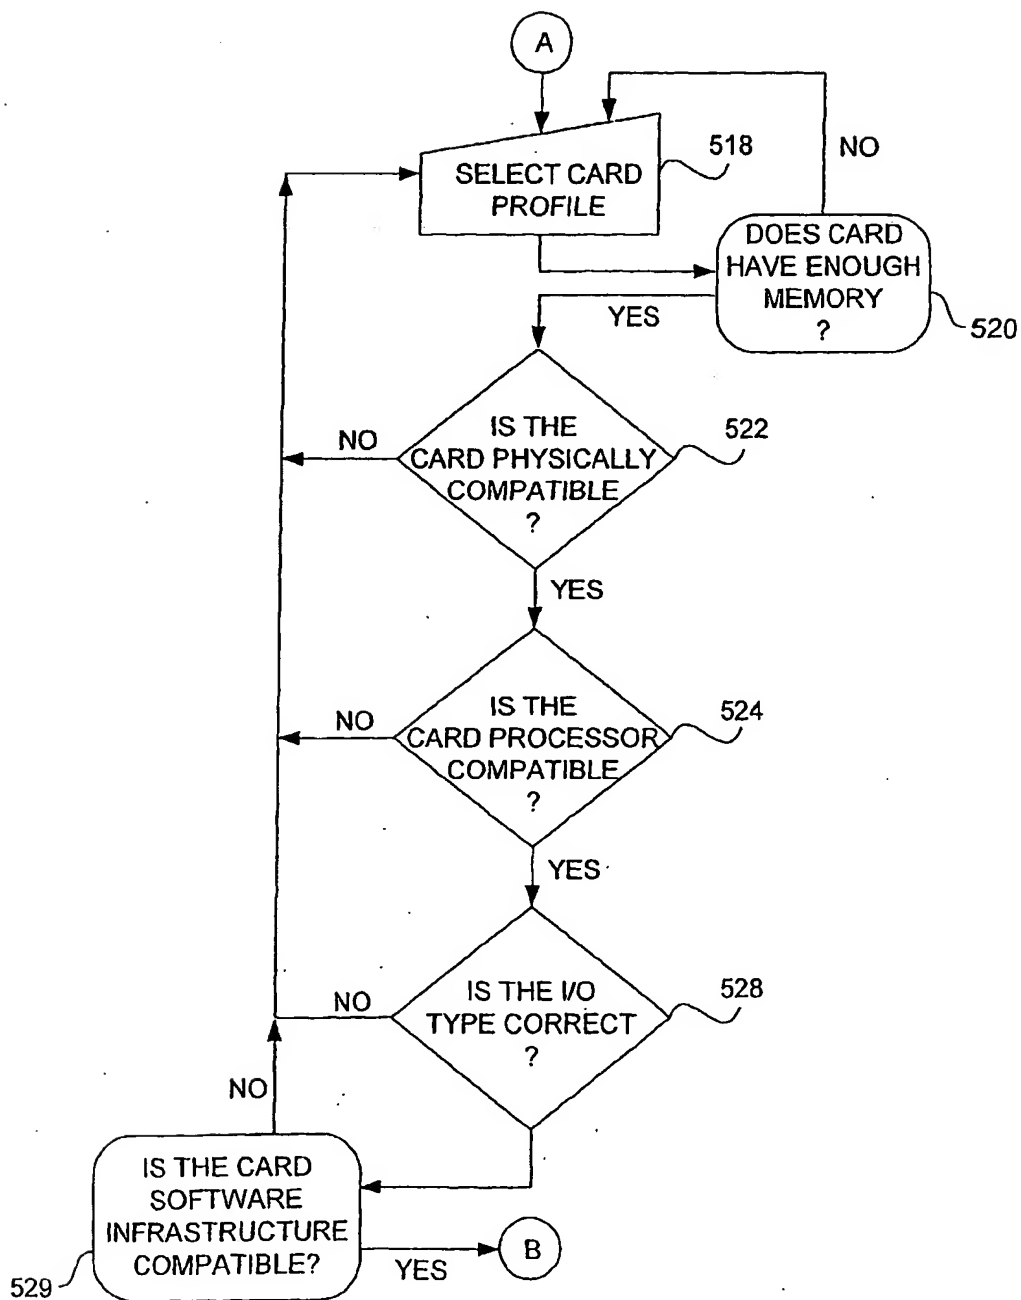 A
SELECT CARD
PROFILE
518
NO
DOES CARD
HAVE ENOUGH
MEMORY
?
520
YES
IS THE
CARD PHYSICALLY
COMPATIBLE
?
522
NO
YES
IS THE
CARD PROCESSOR
COMPATIBLE
?
524
NO
YES
IS THE I/O
TYPE CORRECT
?
528
NO
NO
IS THE CARD
SOFTWARE
INFRASTRUCTURE
COMPATIBLE?
529
YES
B